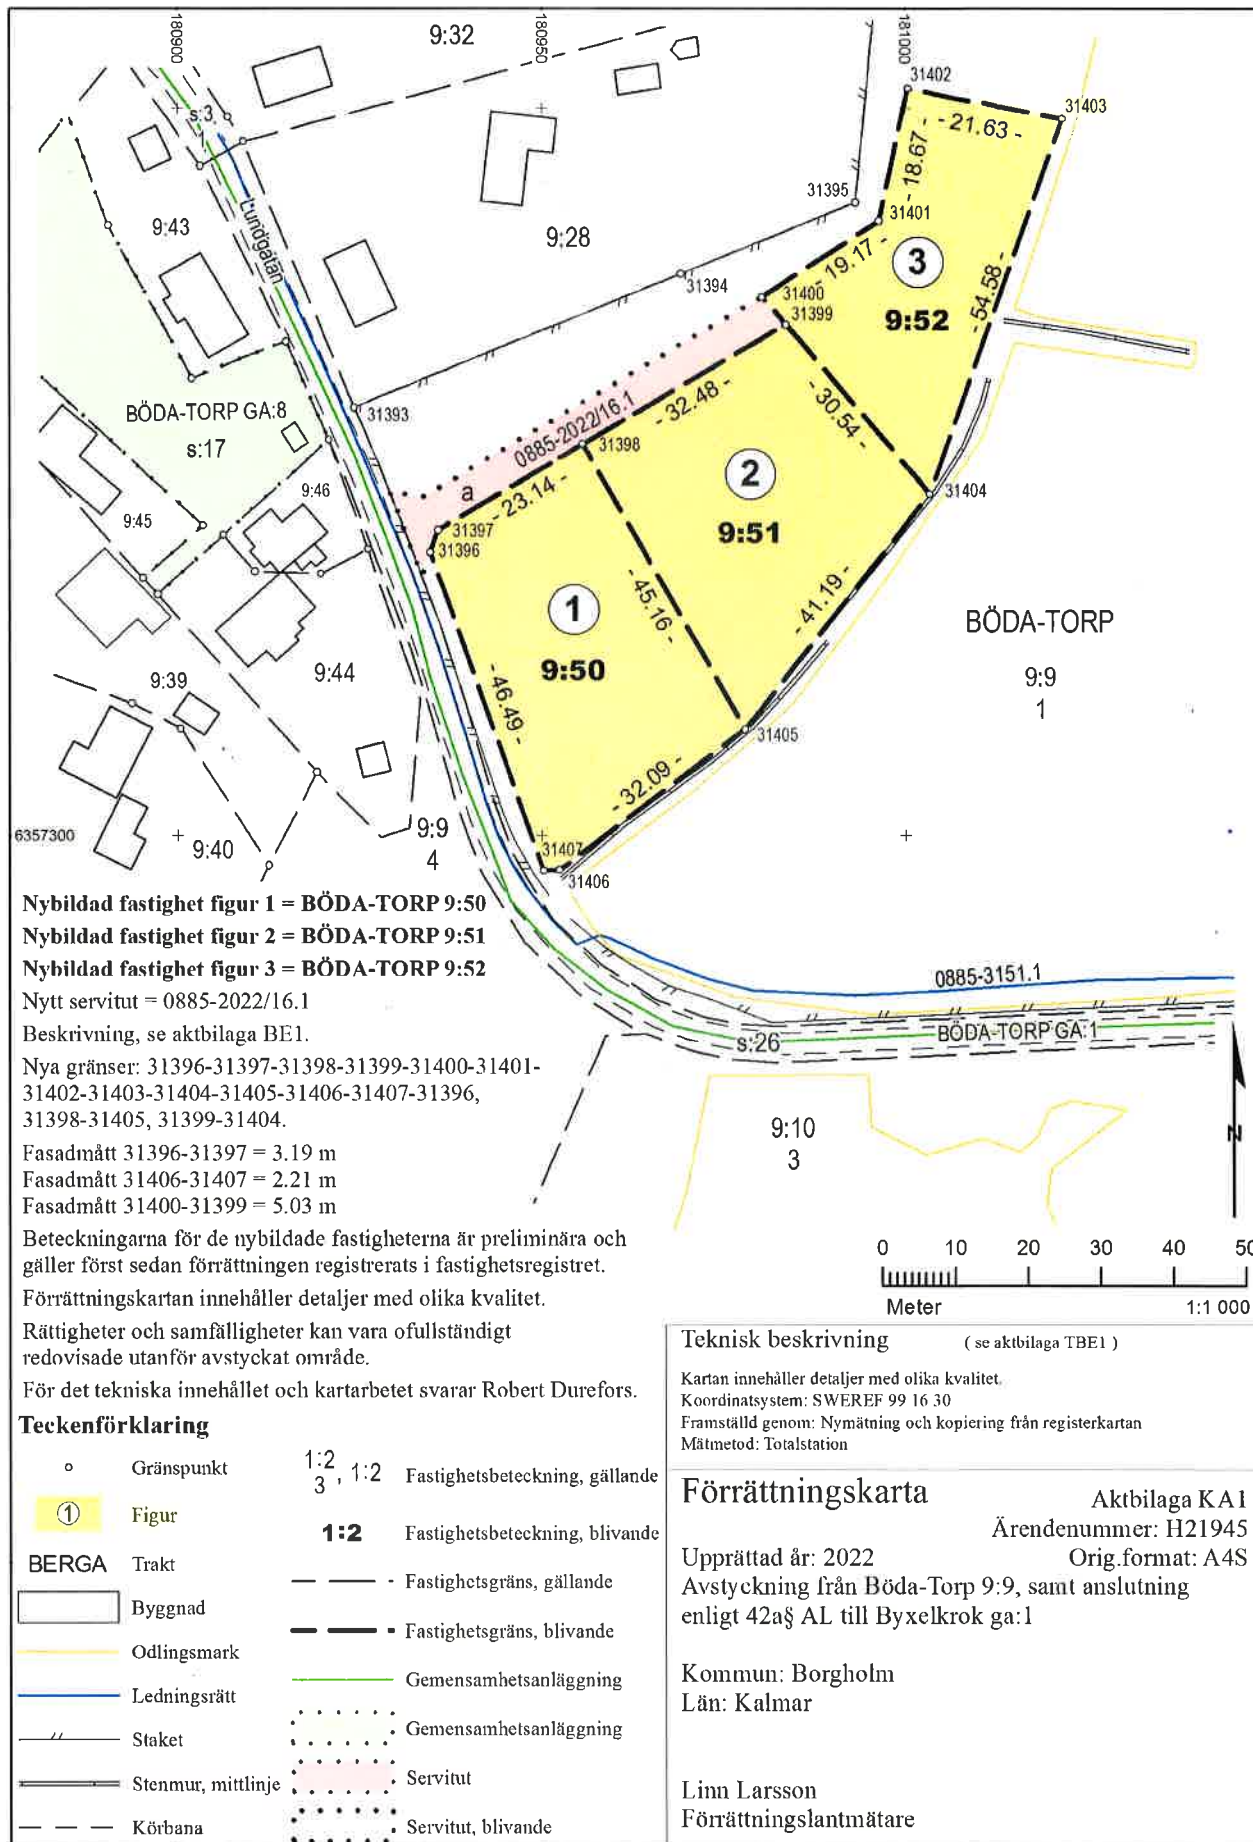 180900
180950
181000
9:32
s:3
31402
31403
- 21.63 -
- 18.67 -
31395
31401
9:43
Lundgatan
9:28
- 19.17 -
3
9:52
31394
31400
31399
- 54.58 -
31393
0885-2022/16.1
- 32.48 -
- 30.54 -
BÖDA-TORP GA:8
s:17
31398
a
- 23.14 -
2
9:51
31404
9:46
9:45
31397
31396
1
9:50
- 45.16 -
- 41.19 -
BÖDA-TORP
9:9
1
9:39
9:44
- 46.49 -
31405
- 32.09 -
6357300
9:40
9:9
4
31407
31406
Nybildad fastighet figur 1 = BÖDA-TORP 9:50
Nybildad fastighet figur 2 = BÖDA-TORP 9:51
Nybildad fastighet figur 3 = BÖDA-TORP 9:52
Nytt servitut = 0885-2022/16.1
Beskrivning, se aktbilaga BE1.
Nya gränser: 31396-31397-31398-31399-31400-31401-
31402-31403-31404-31405-31406-31407-31396,
31398-31405, 31399-31404.
Fasadmått 31396-31397 = 3.19 m
Fasadmått 31406-31407 = 2.21 m
Fasadmått 31400-31399 = 5.03 m
Beteckningarna för de nybildade fastigheterna är preliminära och
gäller först sedan förrättningen registrerats i fastighetsregistret.
Förrättningskartan innehåller detaljer med olika kvalitet.
Rättigheter och samfälligheter kan vara ofullständigt
redovisade utanför avstyckat område.
För det tekniska innehållet och kartarbetet svarar Robert Durefors.
0885-3151.1
s:26
BÖDA-TORP GA:1
9:10
3
N
0 10 20 30 40 50
Meter 1:1 000
Teckenförklaring
Gränspunkt
1 Figur
BERGA Trakt
Byggnad
Odlingsmark
Ledningsrätt
Staket
Stenmur, mittlinje
Körbana
1:2
3 , 1:2 Fastighetsbeteckning, gällande
1:2 Fastighetsbeteckning, blivande
Fastighetsgräns, gällande
Fastighetsgräns, blivande
Gemensamhetsanläggning
Gemensamhetsanläggning
Servitut
Servitut, blivande
Teknisk beskrivning ( se aktbilaga TBE1 )
Kartan innehåller detaljer med olika kvalitet.
Koordinatsystem: SWEREF 99 16 30
Framställd genom: Nymätning och kopiering från registerkartan
Mätmetod: Totalstation
Förrättningskarta Aktbilaga KA1
Ärendenummer: H21945
Upprättad år: 2022 Orig.format: A4S
Avstyckning från Böda-Torp 9:9, samt anslutning
enligt 42a§ AL till Byxelkrok ga:1
Kommun: Borgholm
Län: Kalmar
Linn Larsson
Förrättningslantmätare